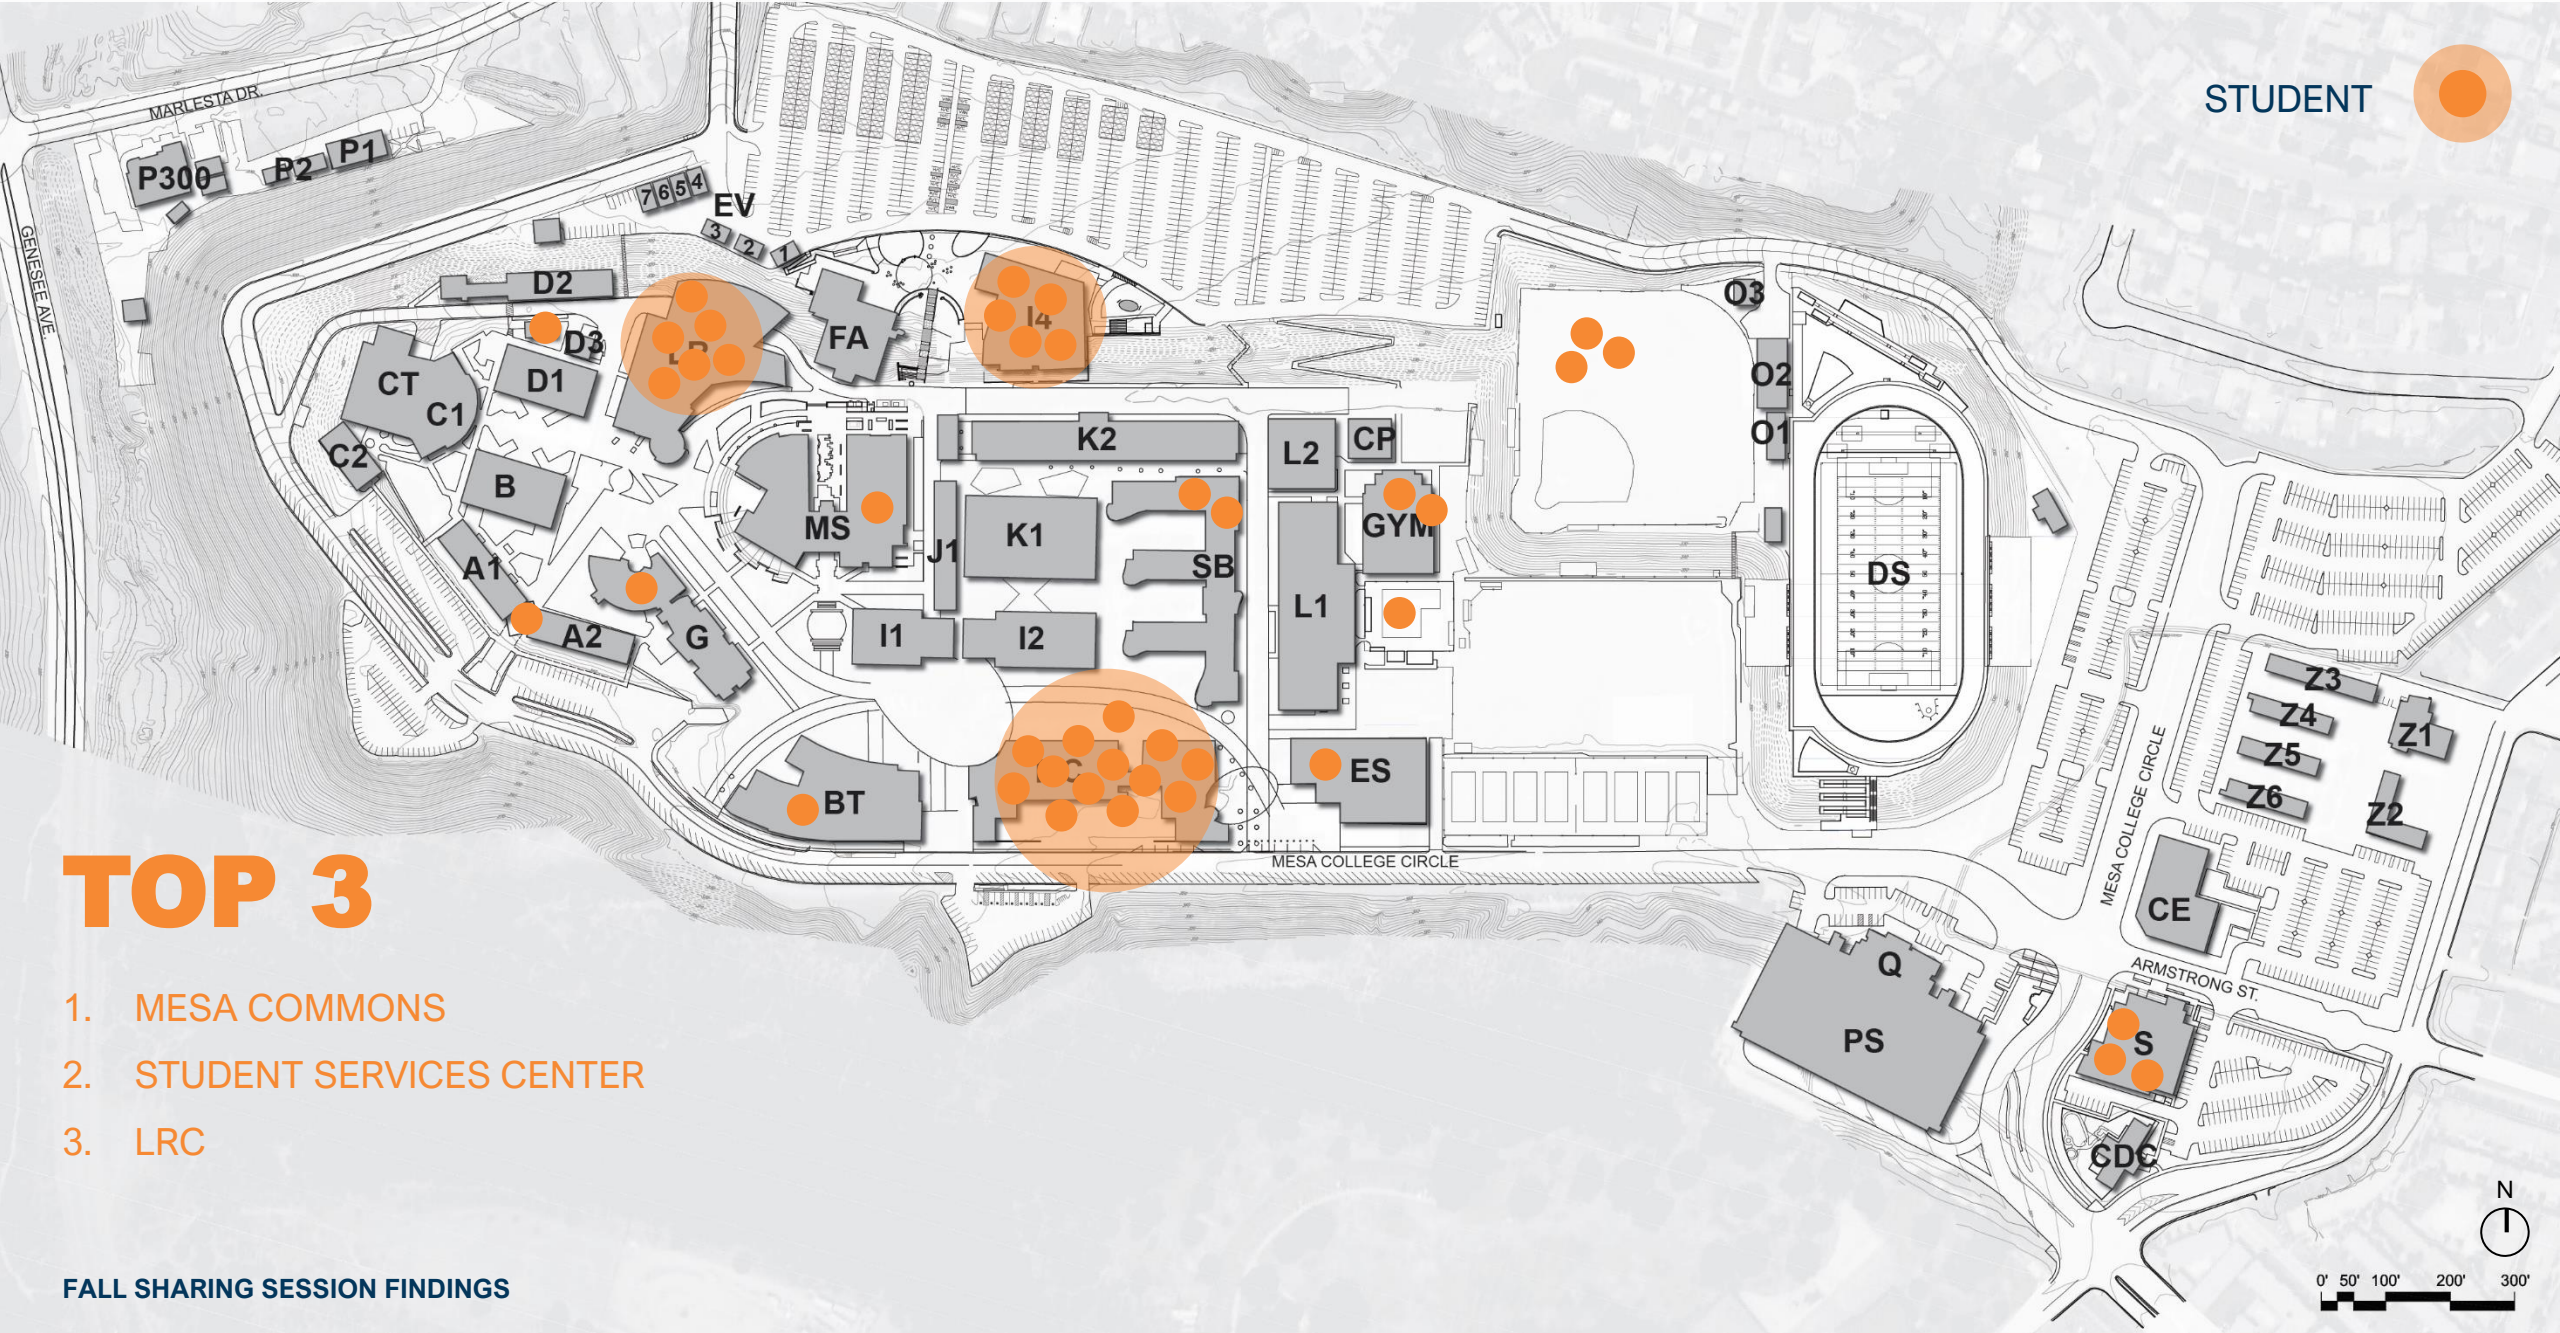 STUDENT
MARLESTA DR.
P300
P2
P1
GENESEE AVE.
7 6 5 4
EV
3
2
1
D2
D3
D1
FA
I4
O3
O2
O1
CT
C1
C2
B
K2
L2
CP
MS
J1
K1
SB
GYM
DS
A1
A2
G
I1
I2
L1
Z3
Z4
Z5
Z6
Z1
Z2
BT
ES
MESA COLLEGE CIRCLE
MESA COLLEGE CIRCLE
CE
ARMSTRONG ST.
Q
PS
S
CDC
TOP 3
1. MESA COMMONS
2. STUDENT SERVICES CENTER
3. LRC
N
0' 50' 100' 200' 300'
FALL SHARING SESSION FINDINGS